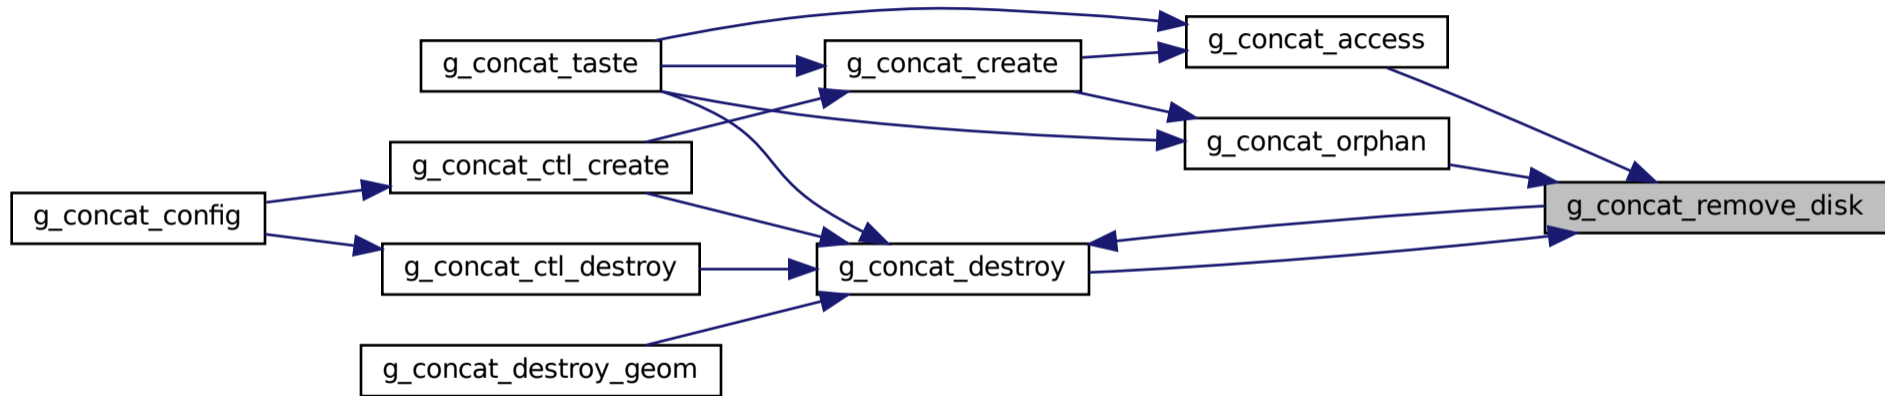 g_concat_access
g_concat_taste
g_concat_create
g_concat_orphan
g_concat_ctl_create
g_concat_remove_disk
g_concat_config
g_concat_ctl_destroy
g_concat_destroy
g_concat_destroy_geom